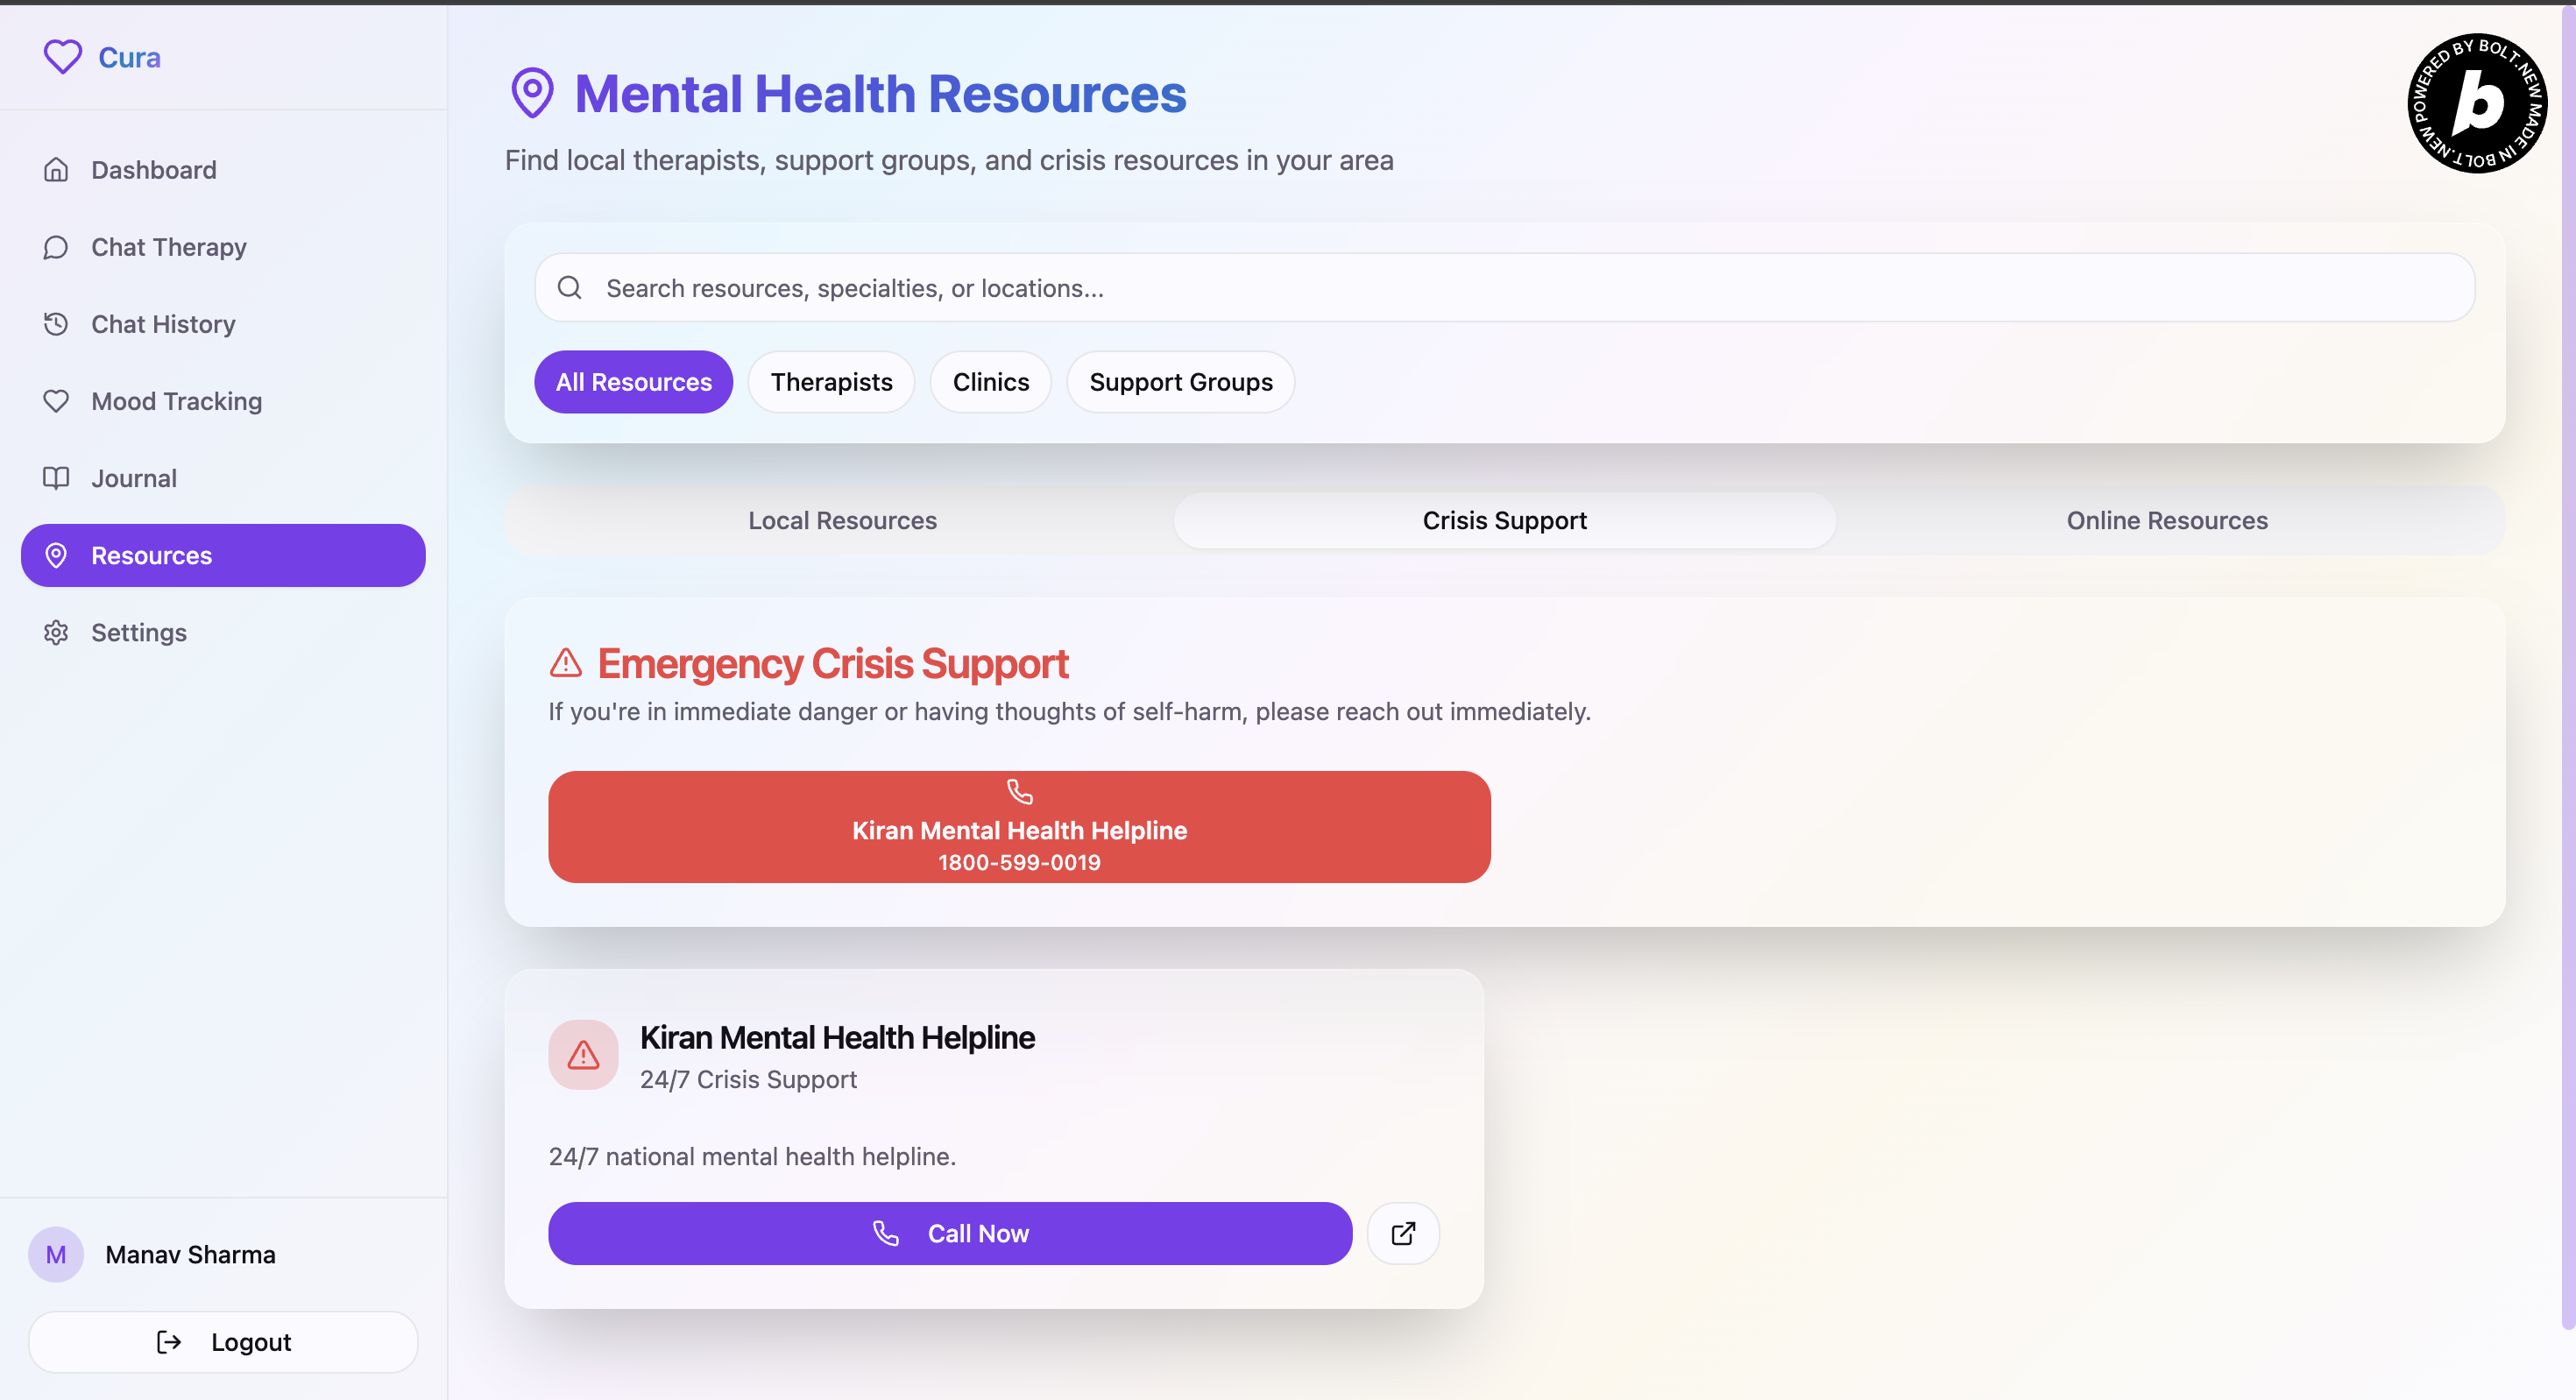 Cura
Dashboard
Chat Therapy
Chat History
Mood Tracking
Journal
Resources
Settings
Manav Sharma
M
Logout
Mental Health Resources
Find local therapists, support groups, and crisis resources in your area
POWERED BY BOLT.NEW MADE IN BOLT.NEW
b
Search resources, specialties, or locations...
All Resources
Therapists
Clinics
Support Groups
Local Resources
Crisis Support
Online Resources
Emergency Crisis Support
If you're in immediate danger or having thoughts of self-harm, please reach out immediately.
Kiran Mental Health Helpline
1800-599-0019
Kiran Mental Health Helpline
24/7 Crisis Support
24/7 national mental health helpline.
Call Now